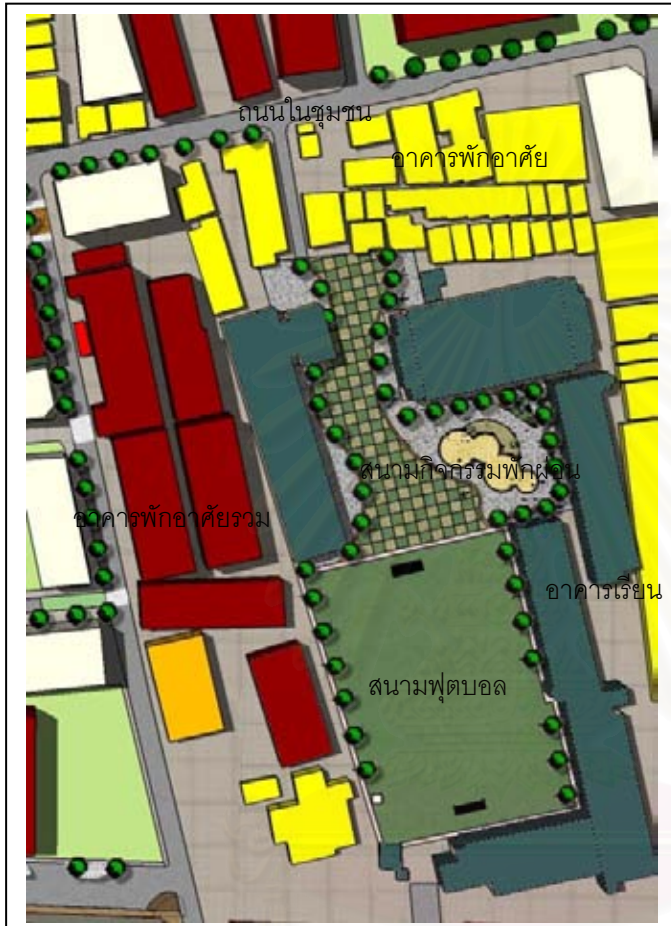 ถนนในชุมชน
อาคารพักอาศัย
สนามกิจกรรมพักผ่อน
อาคารพักอาศัยรวม
อาคารเรียน
สนามฟุตบอล